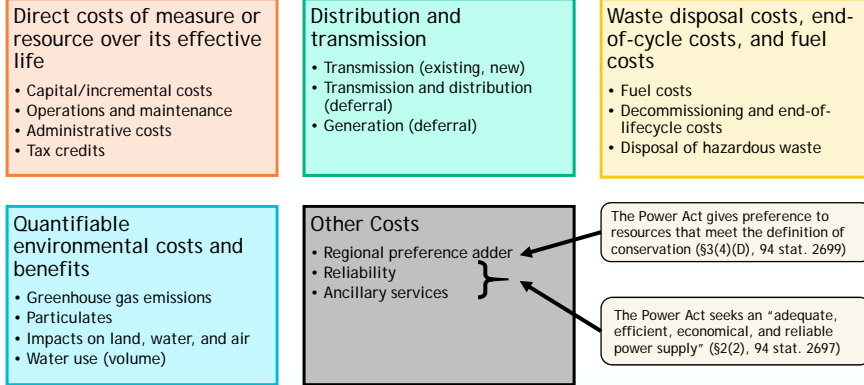 Direct costs of measure or
resource over its effective
life
• Capital/incremental costs
• Operations and maintenance
• Administrative costs
• Tax credits
Distribution and
transmission
• Transmission (existing, new)
• Transmission and distribution
(deferral)
• Generation (deferral)
Waste disposal costs, end-
of-cycle costs, and fuel
costs
• Fuel costs
• Decommissioning and end-of-
lifecycle costs
• Disposal of hazardous waste
Quantifiable
environmental costs and
benefits
• Greenhouse gas emissions
• Particulates
• Impacts on land, water, and air
• Water use (volume)
Other Costs
• Regional preference adder
• Reliability
• Ancillary services
The Power Act gives preference to
resources that meet the definition of
conservation (§3(4)(D), 94 stat. 2699)
The Power Act seeks an “adequate,
efficient, economical, and reliable
power supply” (§2(2), 94 stat. 2697)